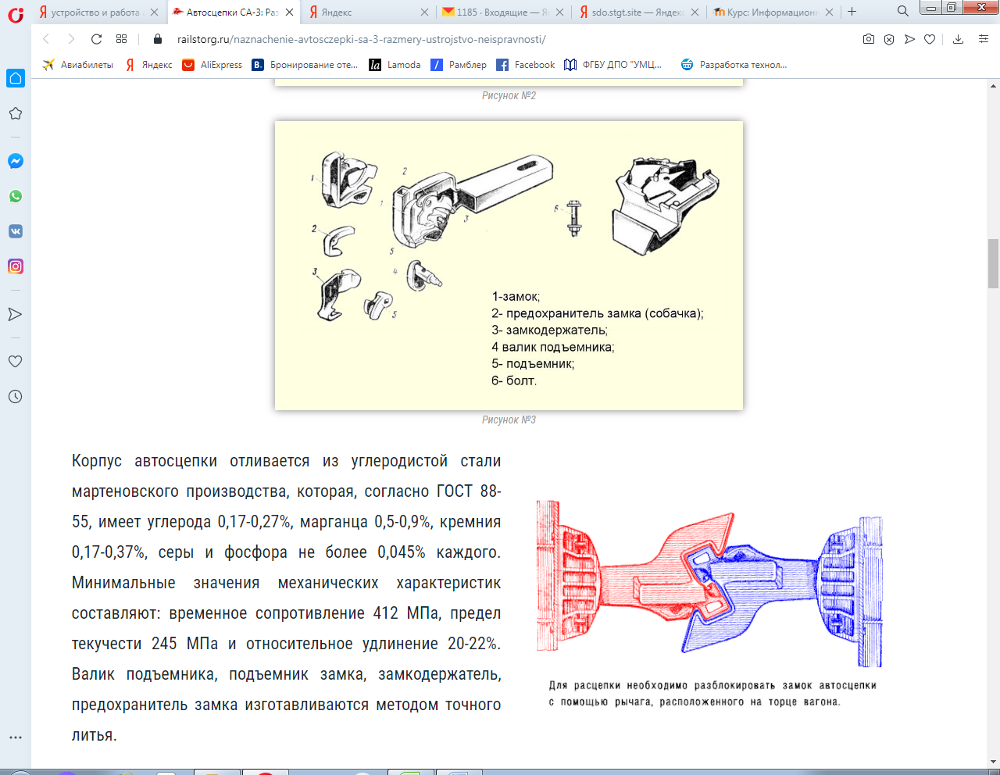 устройство и работа
Автосцепки СА-3: Раз
Яндекс
1185 · Входящие — Я
sdo.stgt.site — Яндекс
Курс: Информационн
railstorg.ru/naznachenie-avtosczepki-sa-3-razmery-ustrojstvo-neispravnosti/
Авиабилеты
Яндекс
AliExpress
Бронирование оте...
Lamoda
Рамблер
Facebook
ФГБУ ДПО "УМЦ...
Разработка технол...
Рисунок №2
1
2
3
5
2
1
3
5
4
6
1-замок;
2- предохранитель замка (собачка);
3- замкодержатель;
4 валик подъемника;
5- подъемник;
6- болт.
Рисунок №3
Корпус автосцепки отливается из углеродистой стали
мартеновского производства, которая, согласно ГОСТ 88-
55, имеет углерода 0,17-0,27%, марганца 0,5-0,9%, кремния
0,17-0,37%, серы и фосфора не более 0,045% каждого.
Минимальные значения механических характеристик
составляют: временное сопротивление 412 МПа, предел
текучести 245 МПа и относительное удлинение 20-22%.
Валик подъемника, подъемник замка, замкодержатель,
предохранитель замка изготавливаются методом точного
литья.
Для расцепки необходимо разблокировать замок автосцепки
с помощью рычага, расположенного на торце вагона.